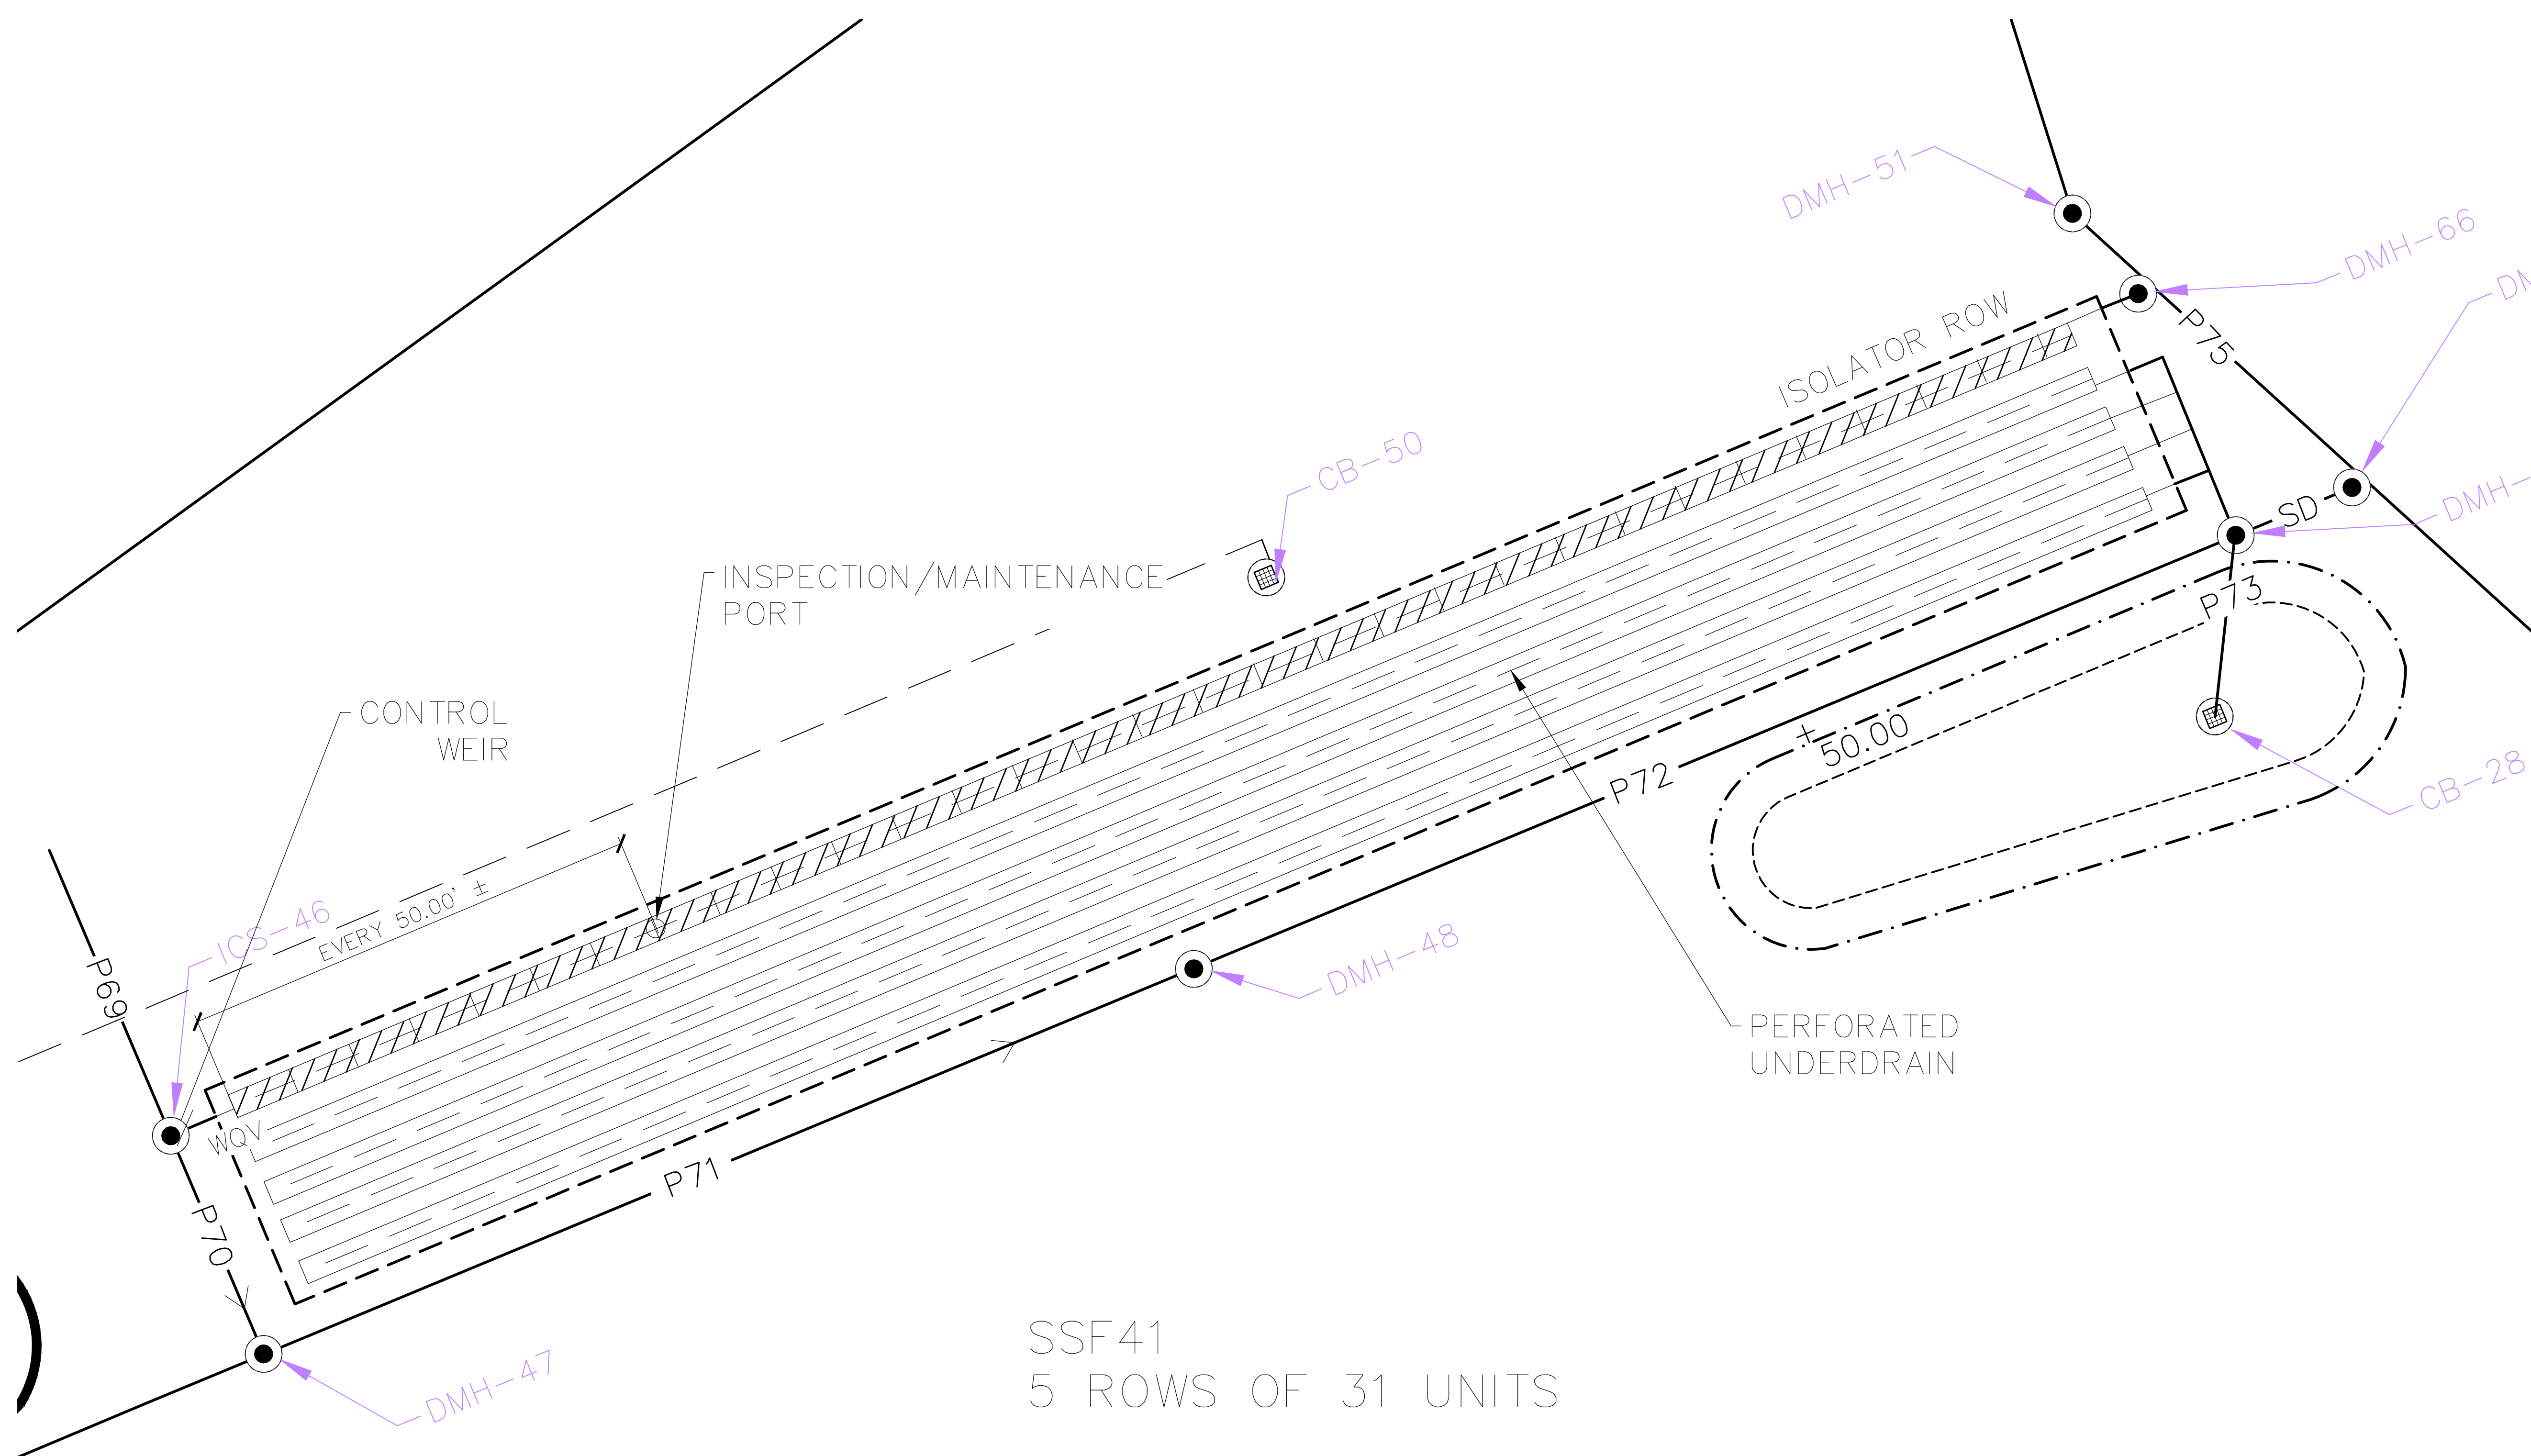 DMH-51
DMH-66
ISOLATOR ROW
P75
CB-50
SD
DMH-
INSPECTION/MAINTENANCE
PORT
P73
CONTROL
WEIR
50.00
P72
CB-28
EVERY 50.00' ±
ICS-46
P69
DMH-48
PERFORATED
UNDERDRAIN
WQV
P71
P70
SSF41
5 ROWS OF 31 UNITS
DMH-47